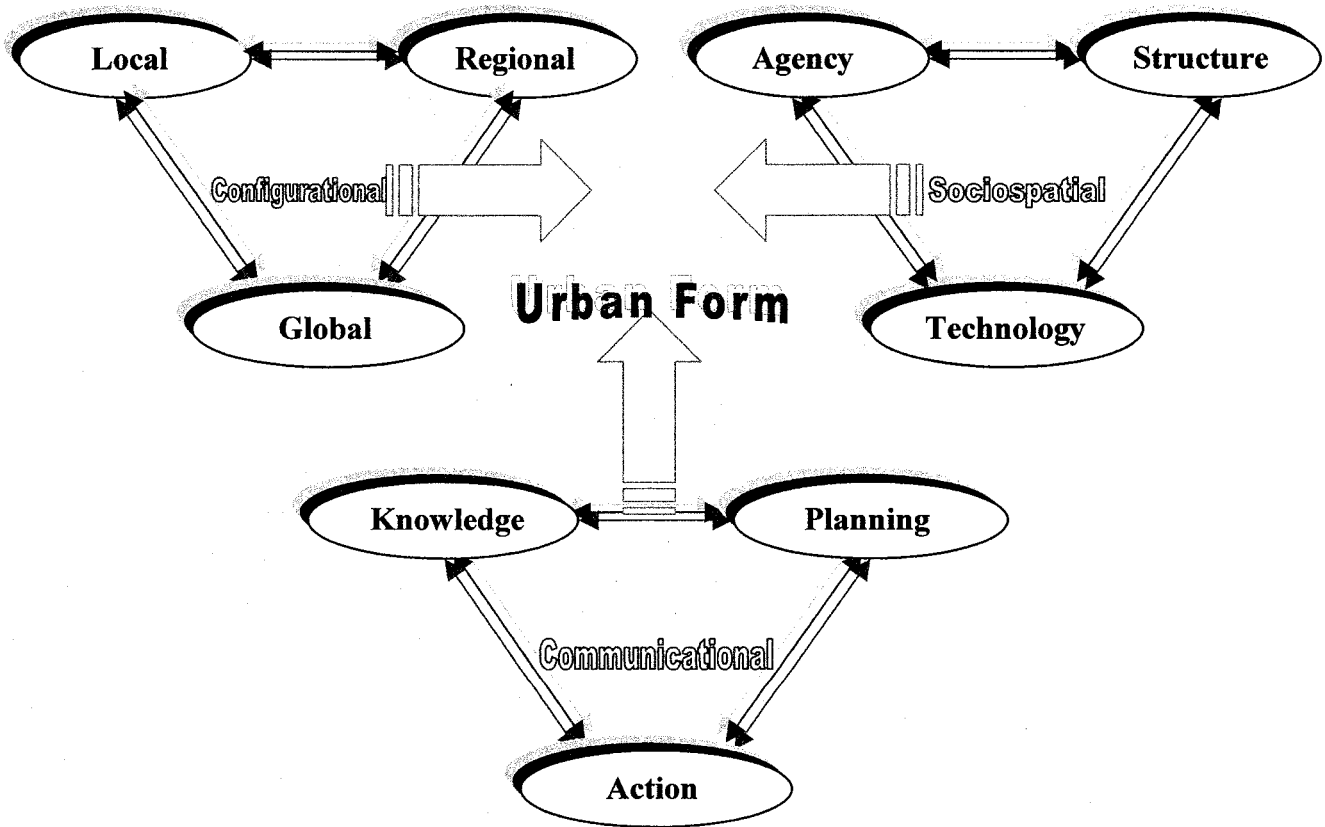 Local
Regional
Agency
Structure
Configurational
Sociospatial
Urban Form
Global
Technology
Knowledge
Planning
Communicational
Action